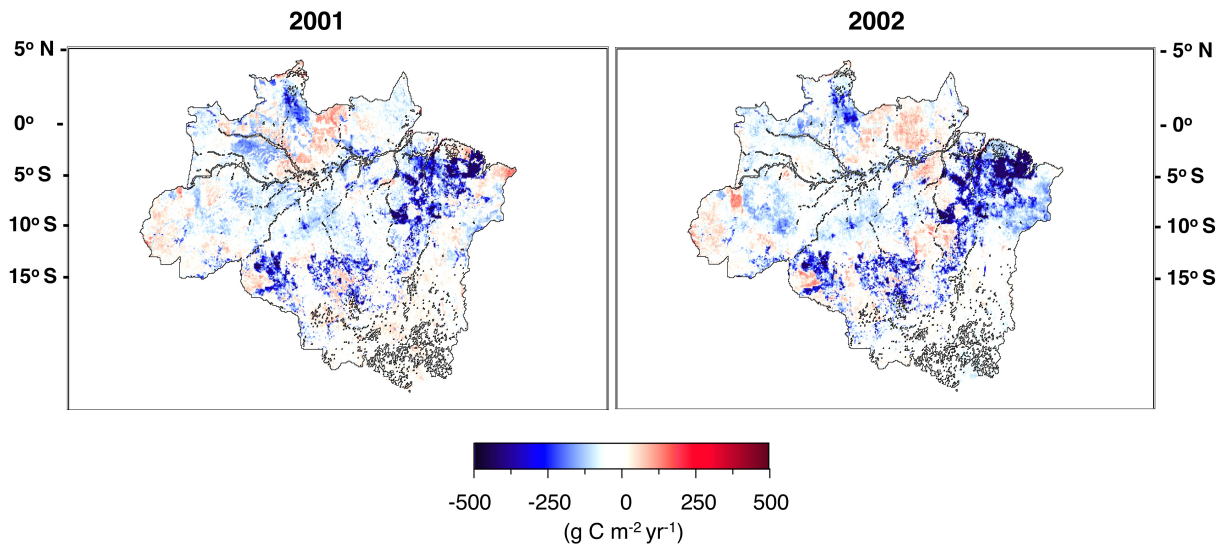 2001 2002
5º N - - 5º N
0º - - 0º
5º S - - 5º S
10º S - - 10º S
15º S - - 15º S
-500 -250 0 250 500
(g C m⁻² yr⁻¹)